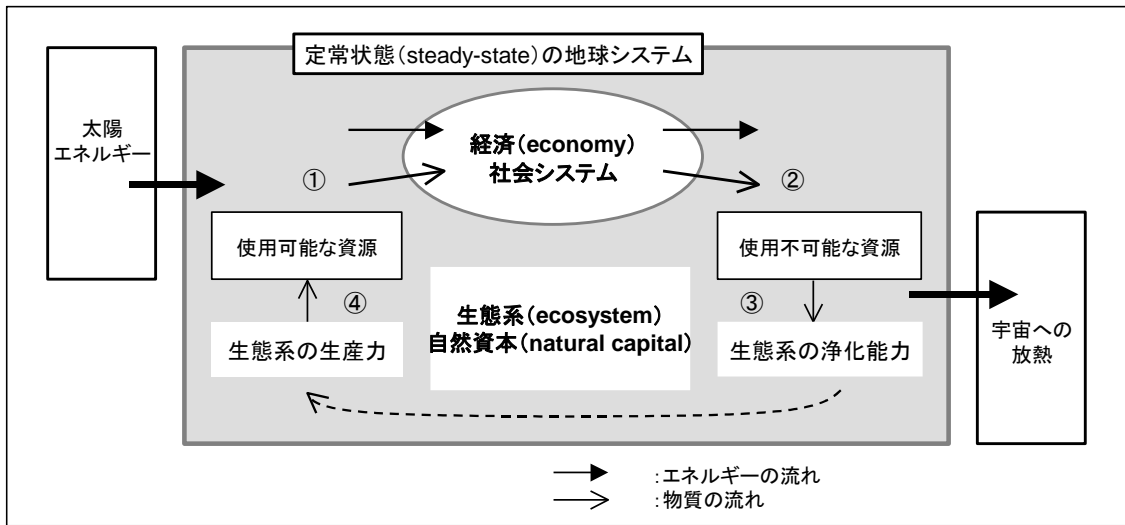 定常状態(steady-state)の地球システム
太陽
エネルギー
経済(economy)
社会システム
①
②
使用可能な資源
使用不可能な資源
④
③
生態系(ecosystem)
自然資本(natural capital)
生態系の生産力
生態系の浄化能力
宇宙への
放熱
:エネルギーの流れ
:物質の流れ